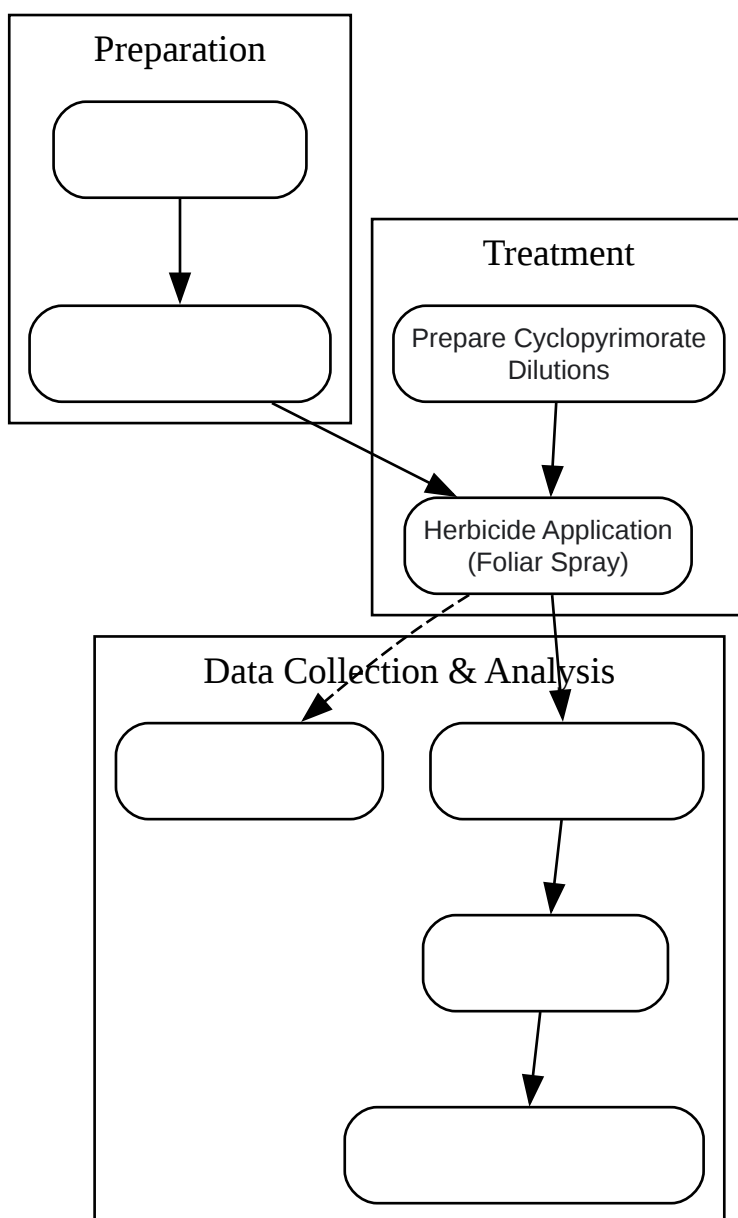 Preparation
Treatment
Prepare Cyclopyrimorate
Dilutions
Herbicide Application
(Foliar Spray)
Data Collection & Analysis